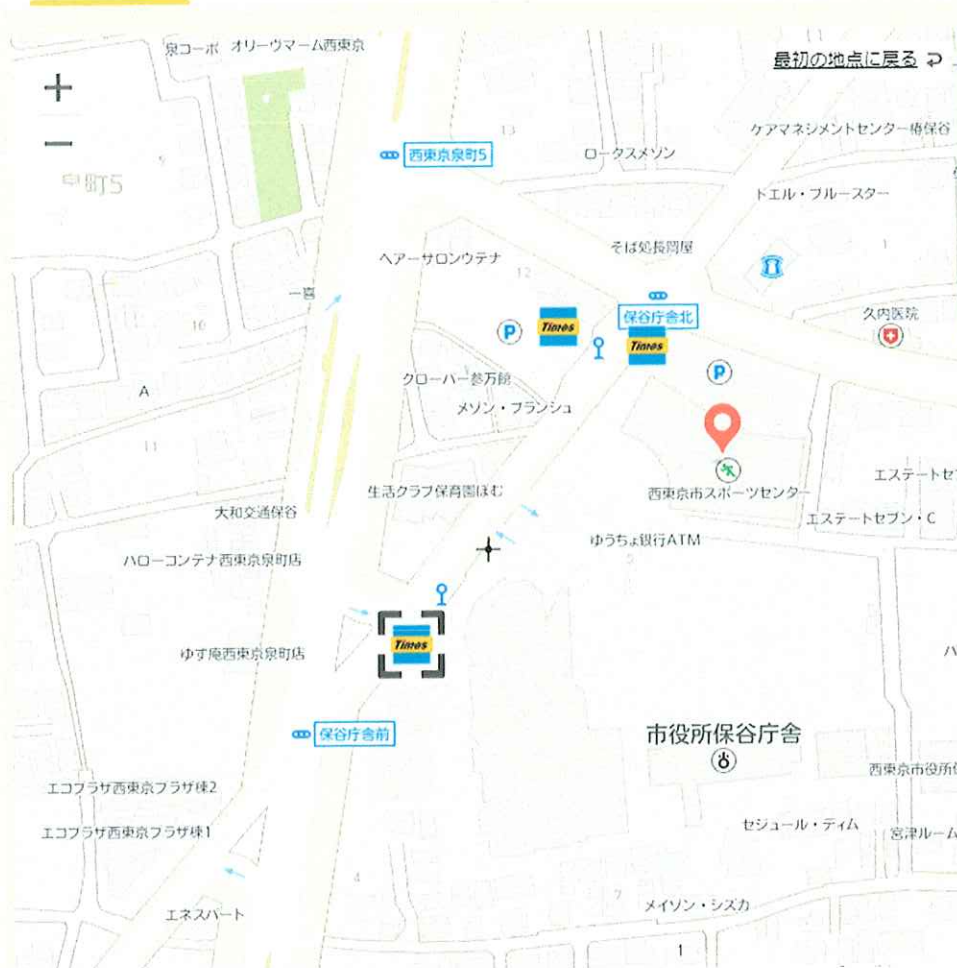 泉コーポ オリーヴマーム西東京
最初の地点に戻る
+
−
13
ケアマネジメントセンター椿保谷
西東京泉町5
ロータスメゾン
9
中町5
トエル・ブルースター
そば処長岡屋
1
ヘアーサロンウテナ
12
一喜
保谷庁舎北
久内医院
10
P
Times
Times
P
クローバー参万館
A
メゾン・ブランシュ
11
生活クラブ保育園ぽむ
西東京市スポーツセンター
エステートセブ
大和交通保谷
エステートセブン・C
ゆうちょ銀行ATM
ハローコンテナ西東京泉町店
5
Times
ゆず庵西東京泉町店
ハ
保谷庁舎前
市役所保谷庁舎
西東京市役所保
エコプラザ西東京プラザ棟2
エコプラザ西東京プラザ棟1
セジュール・ティム
宮津ルーム
4
7
エネスバート
メイソン・シズカ
1